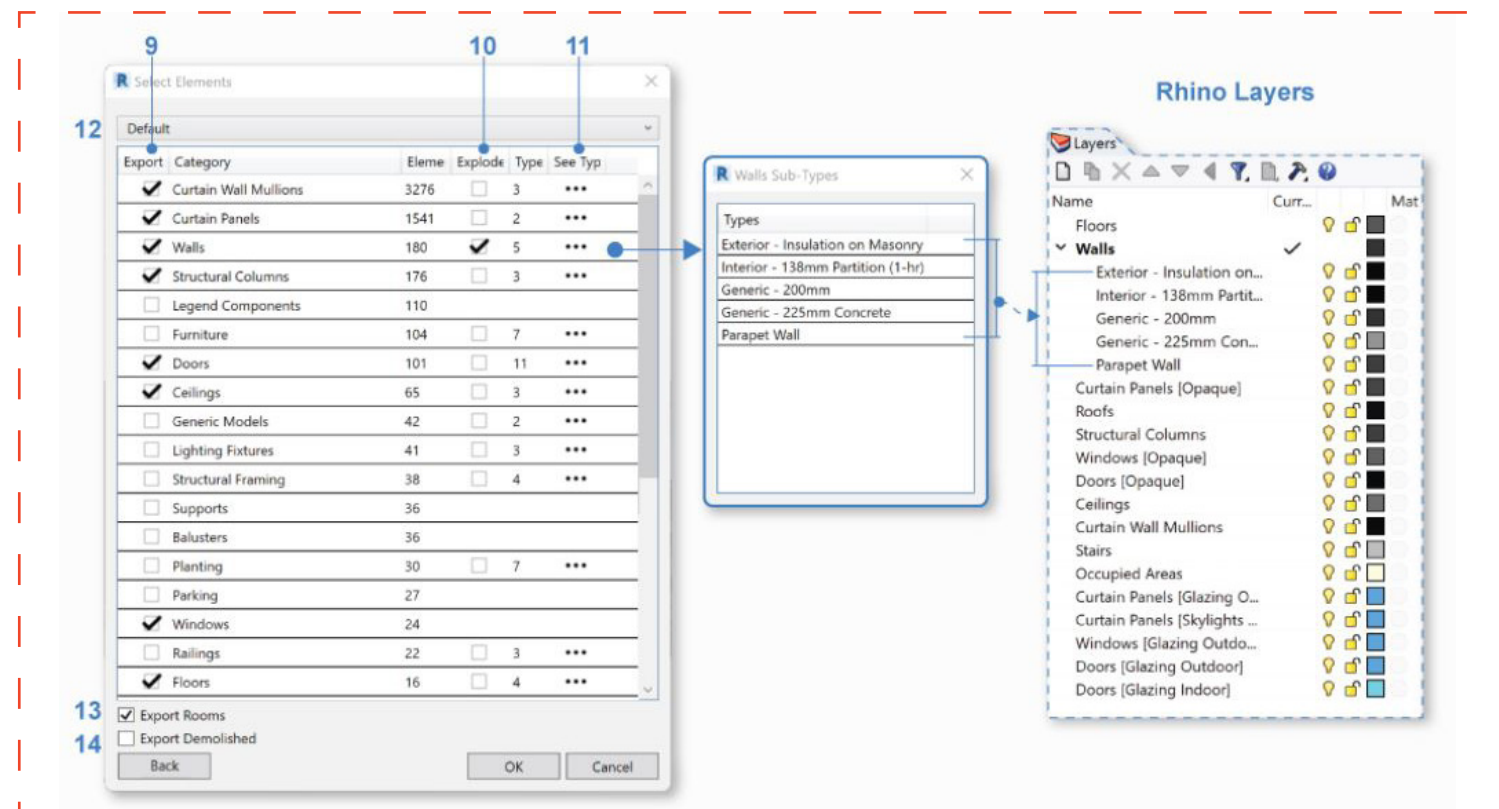 9 10 11
R Select Elements
Rhino Layers
12 Default
Export Category Eleme Explode Type See Typ
Curtain Wall Mullions 3276 3 •••
Curtain Panels 1541 2 •••
Walls 180 5 •••
Structural Columns 176 3 •••
Legend Components 110
Furniture 104 7 •••
Doors 101 11 •••
Ceilings 65 3 •••
Generic Models 42 2 •••
Lighting Fixtures 41 3 •••
Structural Framing 38 4 •••
Supports 36
Balusters 36
Planting 30 7 •••
Parking 27
Windows 24
Railings 22 3 •••
Floors 16 4 •••
13 Export Rooms
14 Export Demolished
Back OK Cancel
R Walls Sub-Types
Types
Exterior - Insulation on Masonry
Interior - 138mm Partition (1-hr)
Generic - 200mm
Generic - 225mm Concrete
Parapet Wall
Layers
Name Curr... Mat
Floors
Walls
Exterior - Insulation on...
Interior - 138mm Partit...
Generic - 200mm
Generic - 225mm Con...
Parapet Wall
Curtain Panels [Opaque]
Roofs
Structural Columns
Windows [Opaque]
Doors [Opaque]
Ceilings
Curtain Wall Mullions
Stairs
Occupied Areas
Curtain Panels [Glazing O...
Curtain Panels [Skylights ...
Windows [Glazing Outdo...
Doors [Glazing Outdoor]
Doors [Glazing Indoor]